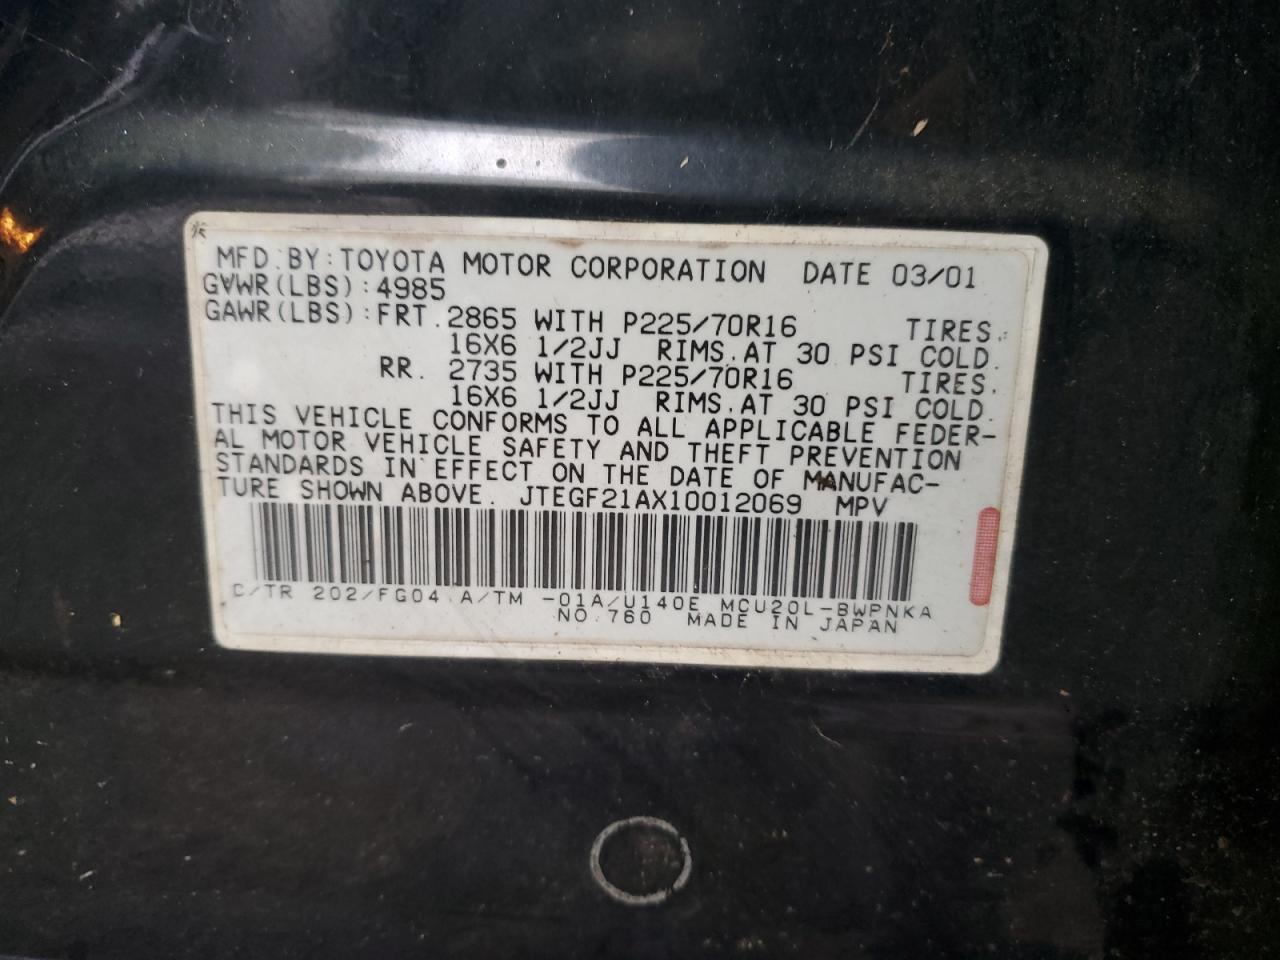 MFD.BY:TOYOTA MOTOR CORPORATION DATE 03/01
GVWR(LBS):4985
GAWR(LBS):FRT.2865 WITH P225/70R16 TIRES.
16X6 1/2JJ RIMS.AT 30 PSI COLD.
RR. 2735 WITH P225/70R16 TIRES.
16X6 1/2JJ RIMS.AT 30 PSI COLD.
THIS VEHICLE CONFORMS TO ALL APPLICABLE FEDER-
AL MOTOR VEHICLE SAFETY AND THEFT PREVENTION
STANDARDS IN EFFECT ON THE DATE OF MANUFAC-
TURE SHOWN ABOVE. JTEGF21AX10012069 MPV
C/TR 202/FG04 A/TM -01A/U140E MCU20L-BWPNKA
NO.760 MADE IN JAPAN